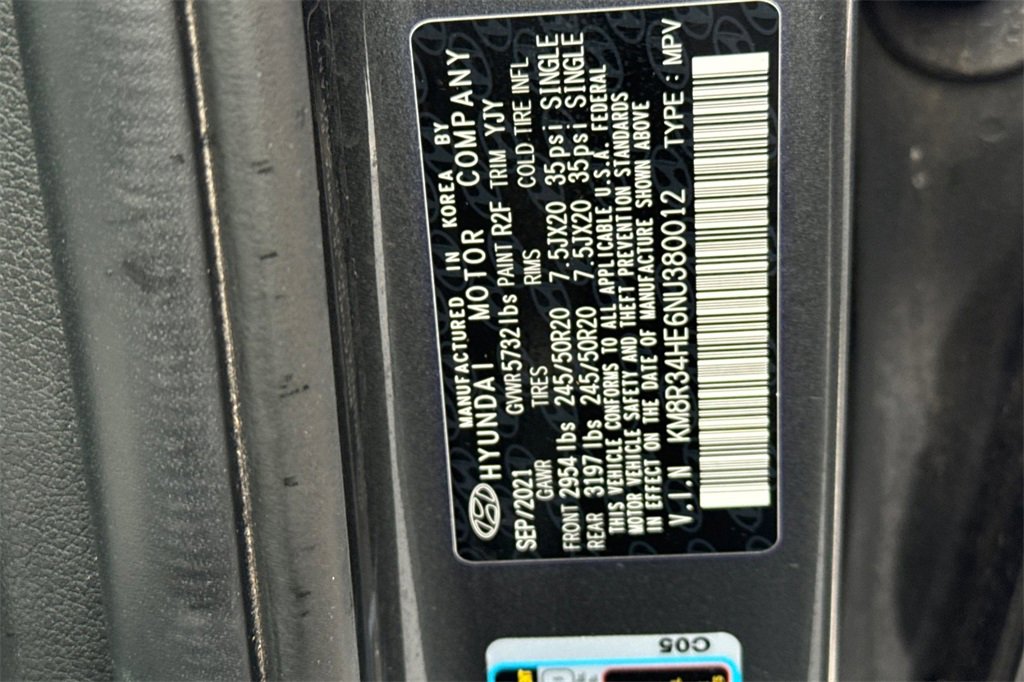 MANUFACTURED IN KOREA BY
HYUNDAI MOTOR COMPANY
SEP/2021 GVWR 5732 lbs PAINT R2F TRIM YJY
GAWR TIRES RIMS COLD TIRE INFL
FRONT 2954 lbs 245/50R20 7.5JX20 35psi SINGLE
REAR 3197 lbs 245/50R20 7.5JX20 35psi SINGLE
THIS VEHICLE CONFORMS TO ALL APPLICABLE U.S.A. FEDERAL
MOTOR VEHICLE SAFETY AND THEFT PREVENTION STANDARDS
IN EFFECT ON THE DATE OF MANUFACTURE SHOWN ABOVE
V.I.N KM8R34HE6NU380012 TYPE : MPV
C05